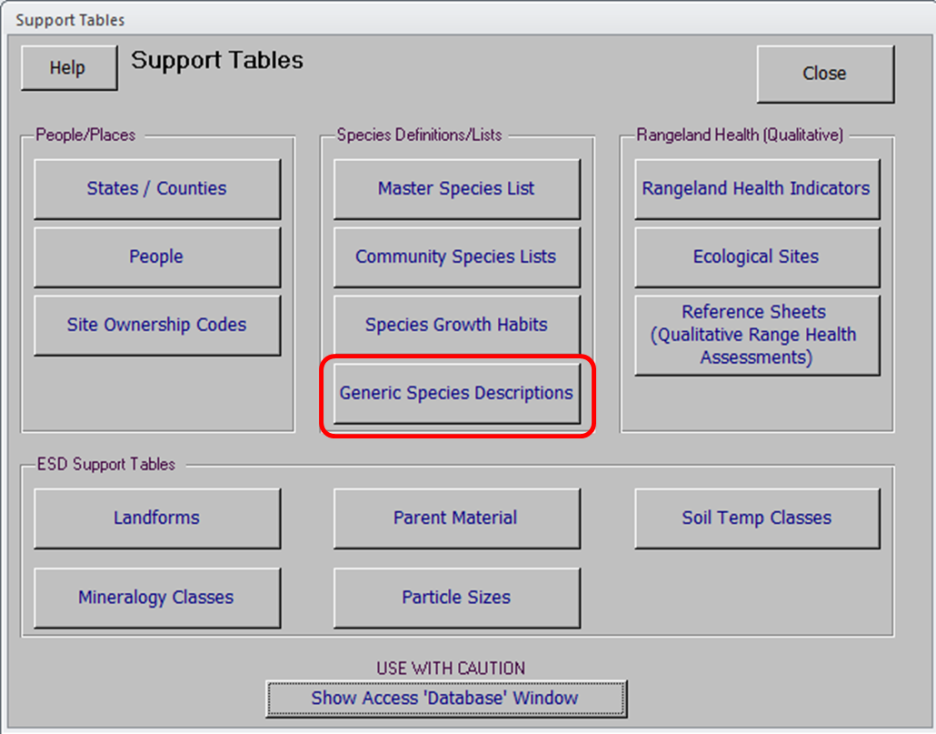 Support Tables
Help
Support Tables
Close
People/Places
Species Definitions/Lists
Rangeland Health (Qualitative)
States / Counties
Master Species List
Rangeland Health Indicators
People
Community Species Lists
Ecological Sites
Site Ownership Codes
Species Growth Habits
Reference Sheets
(Qualitative Range Health
Assessments)
Generic Species Descriptions
ESD Support Tables
Landforms
Parent Material
Soil Temp Classes
Mineralogy Classes
Particle Sizes
USE WITH CAUTION
Show Access 'Database' Window